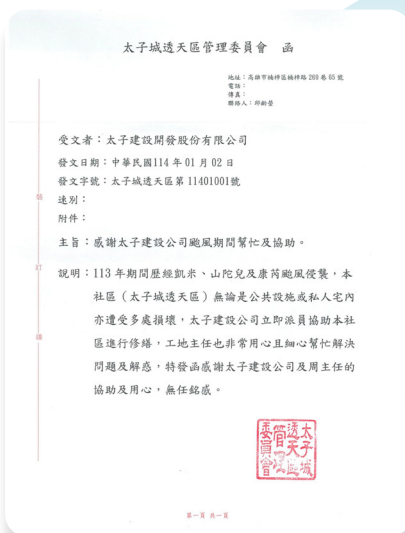 太子城透天區管理委員會　函
地址：高雄市楠梓區楠梓路 269 巷 65 號
電話：
傳真：
聯絡人：邱齡瑩
受文者：太子建設開發股份有限公司
發文日期：中華民國114 年 01 月 02 日
發文字號：太子城透天區第 11401001號
速別：
附件：
主旨：感謝太子建設公司颱風期間幫忙及協助。
說明：113 年期間歷經凱米、山陀兒及康芮颱風侵襲，本
社區（太子城透天區）無論是公共設施或私人宅內
亦遭受多處損壞，太子建設公司立即派員協助本社
區進行修繕，工地主任也非常用心且細心幫忙解決
問題及解惑，特發函感謝太子建設公司及周主任的
協助及用心，無任銘感。
太子城
透天區
管理
委員會
第一頁 共一頁